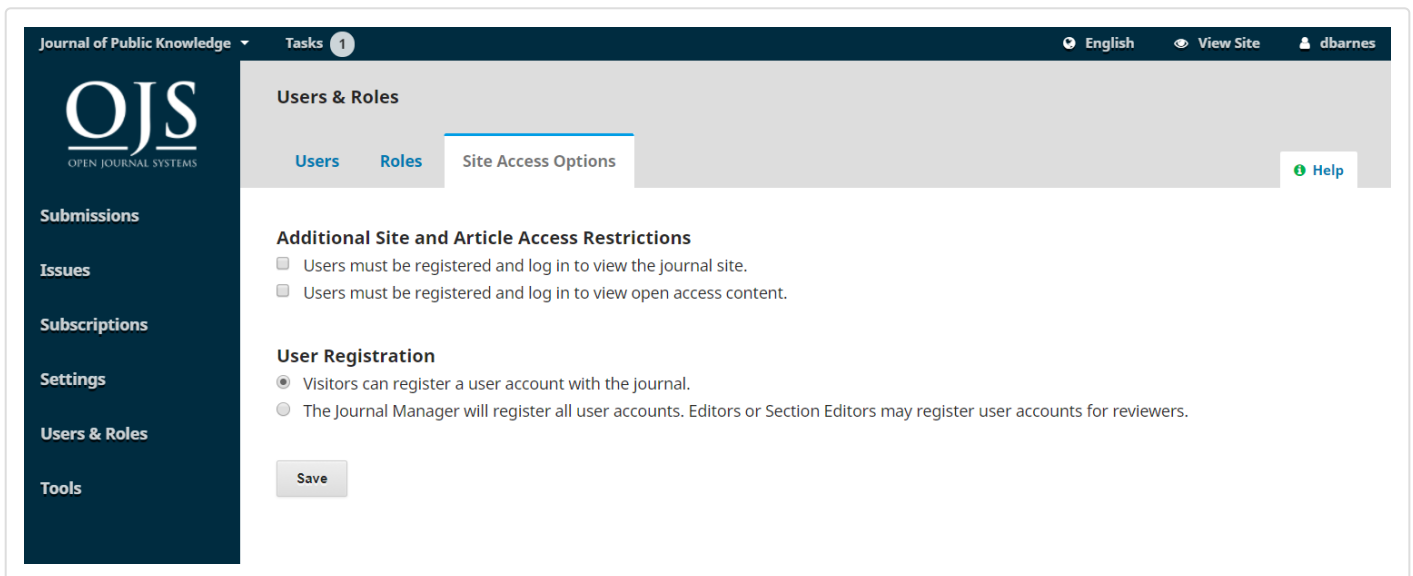 Journal of Public Knowledge Tasks 1 English View Site dbarnes
OJS
OPEN JOURNAL SYSTEMS
Users & Roles
Users Roles Site Access Options Help
Submissions
Issues
Subscriptions
Settings
Users & Roles
Tools
Additional Site and Article Access Restrictions
Users must be registered and log in to view the journal site.
Users must be registered and log in to view open access content.
User Registration
Visitors can register a user account with the journal.
The Journal Manager will register all user accounts. Editors or Section Editors may register user accounts for reviewers.
Save